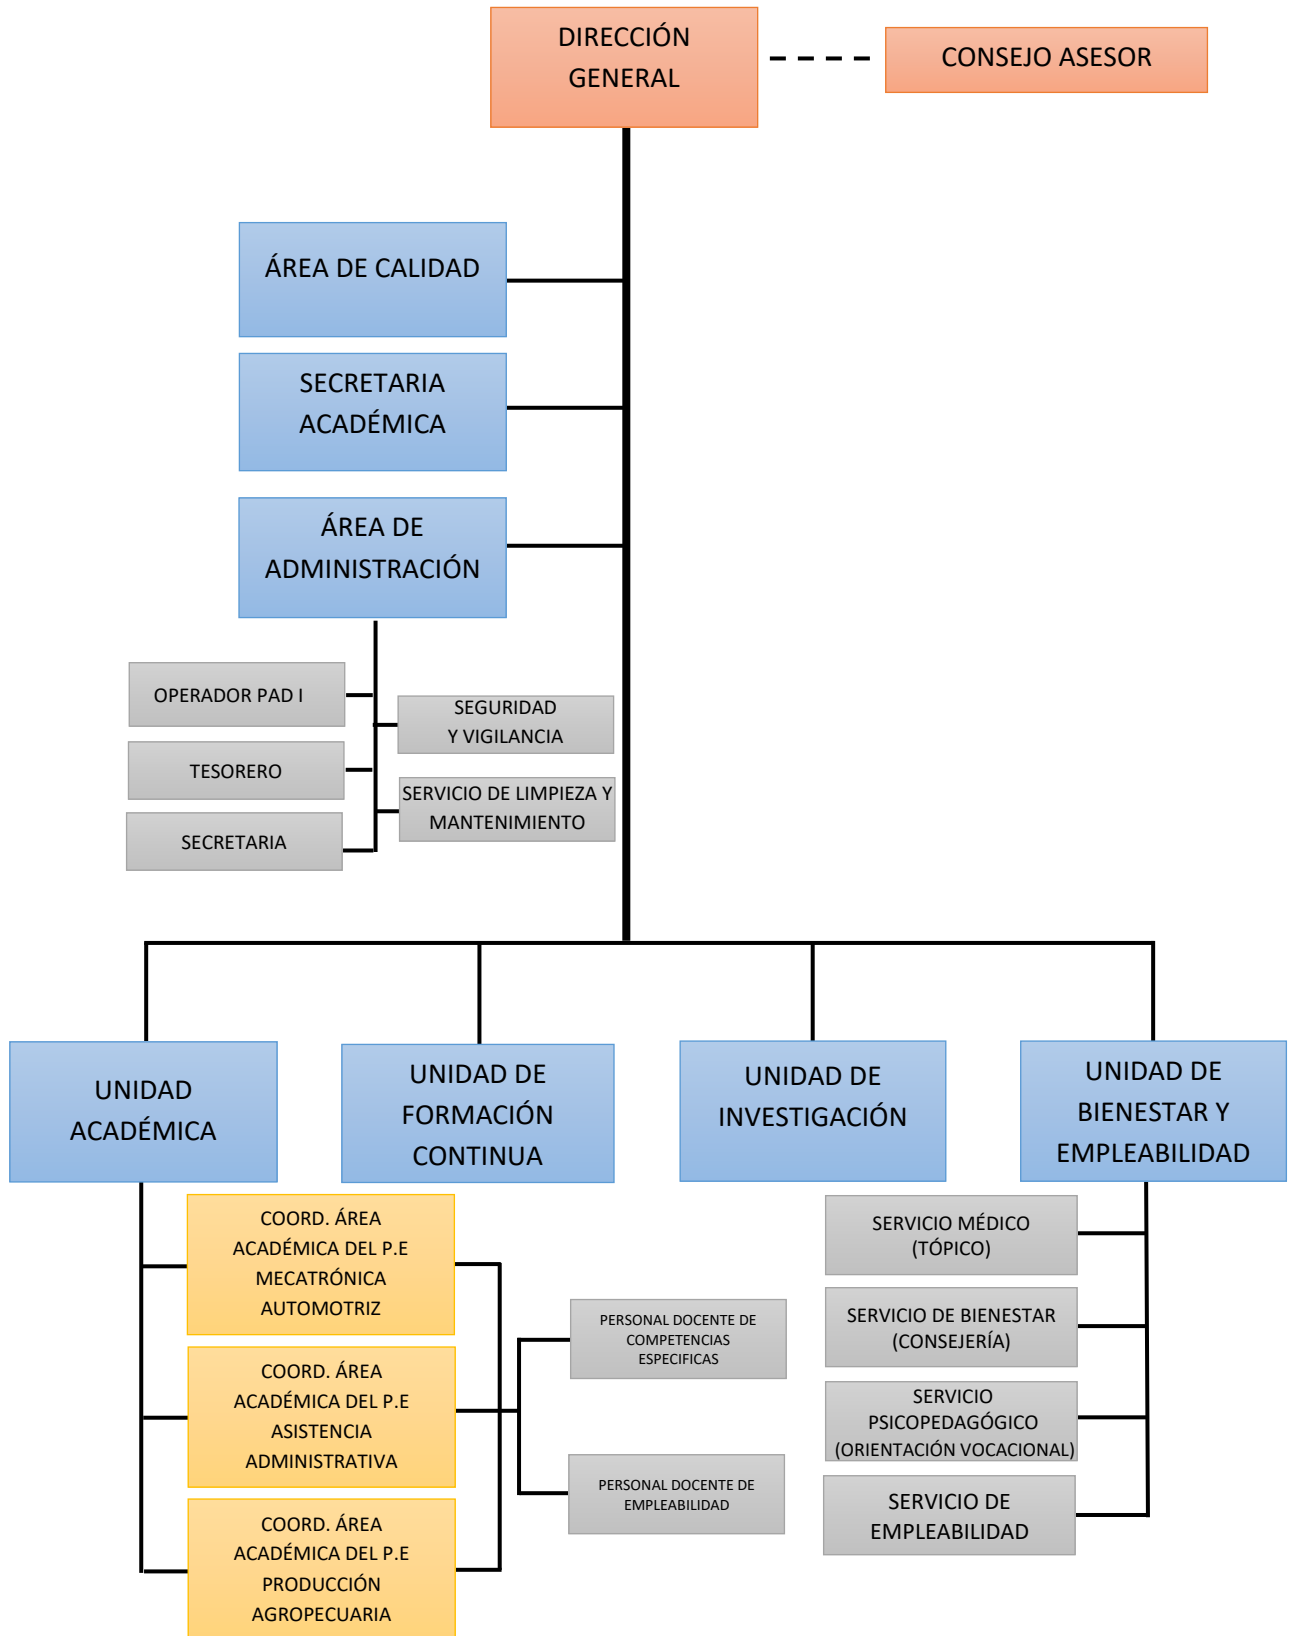 DIRECCIÓN
GENERAL
CONSEJO ASESOR
ÁREA DE CALIDAD
SECRETARIA
ACADÉMICA
ÁREA DE
ADMINISTRACIÓN
OPERADOR PAD I
SEGURIDAD
Y VIGILANCIA
TESORERO
SERVICIO DE LIMPIEZA Y
MANTENIMIENTO
SECRETARIA
UNIDAD
ACADÉMICA
UNIDAD DE
FORMACIÓN
CONTINUA
UNIDAD DE
INVESTIGACIÓN
UNIDAD DE
BIENESTAR Y
EMPLEABILIDAD
COORD. ÁREA
ACADÉMICA DEL P.E
MECATRÓNICA
AUTOMOTRIZ
COORD. ÁREA
ACADÉMICA DEL P.E
ASISTENCIA
ADMINISTRATIVA
COORD. ÁREA
ACADÉMICA DEL P.E
PRODUCCIÓN
AGROPECUARIA
PERSONAL DOCENTE DE
COMPETENCIAS
ESPECIFICAS
PERSONAL DOCENTE DE
EMPLEABILIDAD
SERVICIO MÉDICO
(TÓPICO)
SERVICIO DE BIENESTAR
(CONSEJERÍA)
SERVICIO
PSICOPEDAGÓGICO
(ORIENTACIÓN VOCACIONAL)
SERVICIO DE
EMPLEABILIDAD